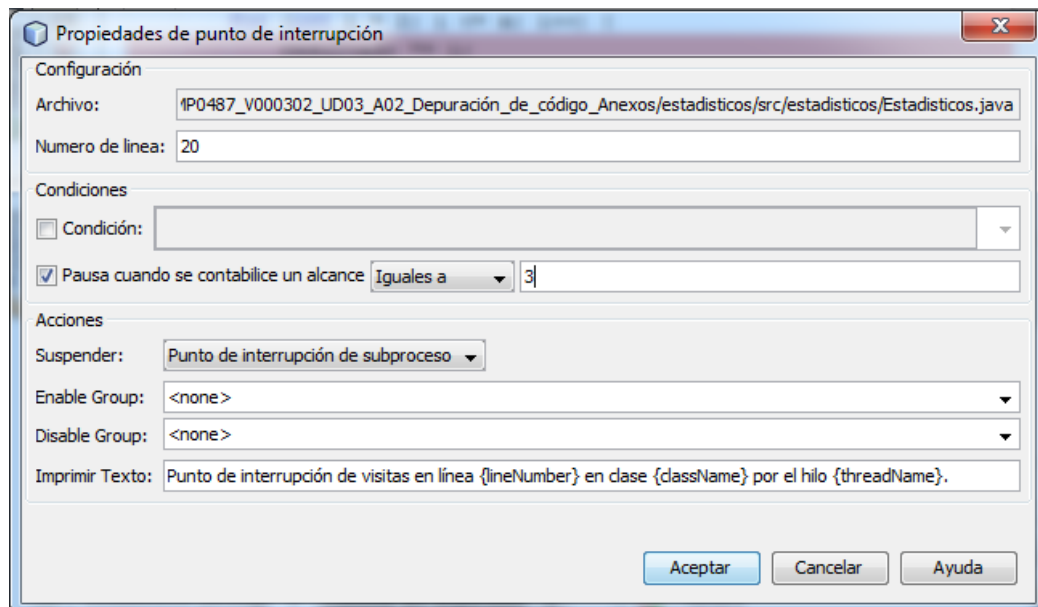 Propiedades de punto de interrupción
Configuración
Archivo: MP0487_V000302_UD03_A02_Depuración_de_código_Anexos/estadisticos/src/estadisticos/Estadisticos.java
Numero de linea: 20
Condiciones
Condición:
Pausa cuando se contabilice un alcance Iguales a 3
Acciones
Suspender: Punto de interrupción de subproceso
Enable Group: <none>
Disable Group: <none>
Imprimir Texto: Punto de interrupción de visitas en línea {lineNumber} en clase {className} por el hilo {threadName}.
Aceptar Cancelar Ayuda